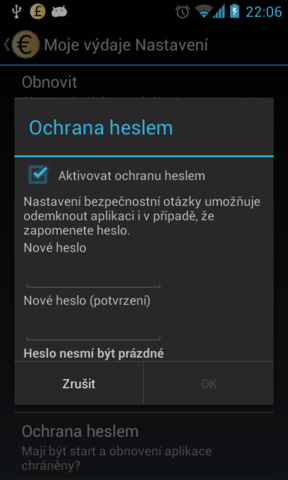 22:06
Moje výdaje Nastavení
Obnovit
Ochrana heslem
Aktivovat ochranu heslem
Nastavení bezpečnostní otázky umožňuje
odemknout aplikaci i v případě, že
zapomenete heslo.
Nové heslo
Nové heslo (potvrzení)
Heslo nesmí být prázdné
Zrušit
OK
Ochrana heslem
Mají být start a obnovení aplikace
chráněny?